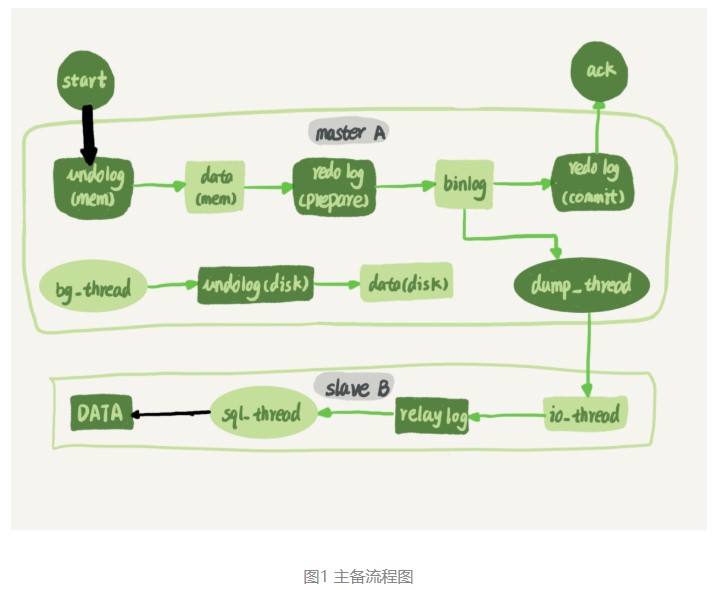 start
ack
master A
undolog
(mem)
data
(mem)
redo log
(prepare)
binlog
redo log
(commit)
bg_thread
undolog(disk)
data(disk)
dump_thread
slave B
DATA
sql_thread
relay log
io_thread
图1 主备流程图